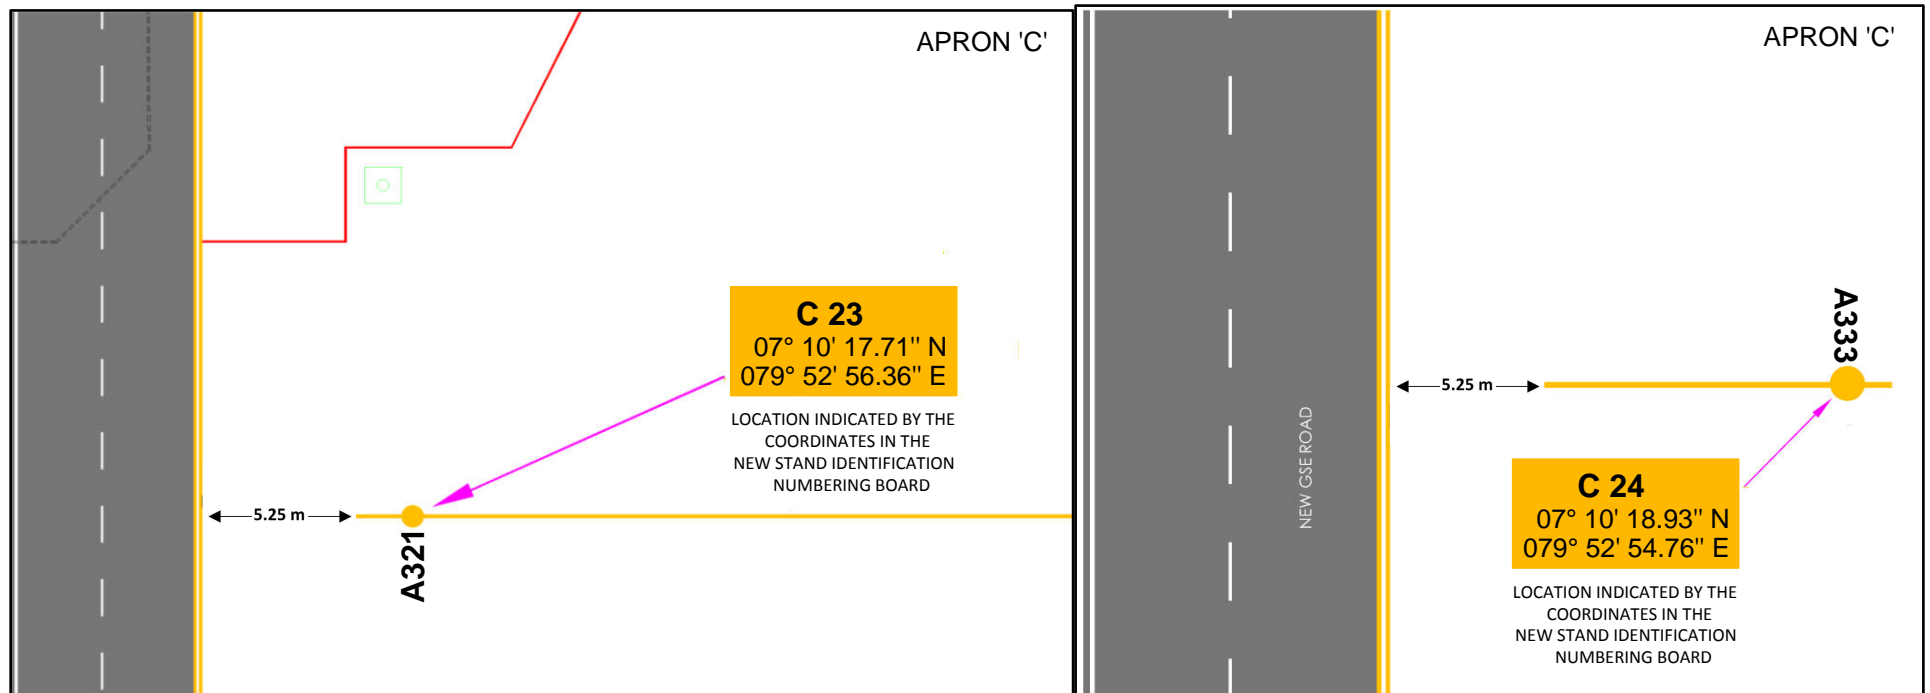 APRON 'C'
C 23
07° 10' 17.71" N
079° 52' 56.36" E
LOCATION INDICATED BY THE
COORDINATES IN THE
NEW STAND IDENTIFICATION
NUMBERING BOARD
5.25 m
A321
APRON 'C'
A333
5.25 m
NEW GSE ROAD
C 24
07° 10' 18.93" N
079° 52' 54.76" E
LOCATION INDICATED BY THE
COORDINATES IN THE
NEW STAND IDENTIFICATION
NUMBERING BOARD